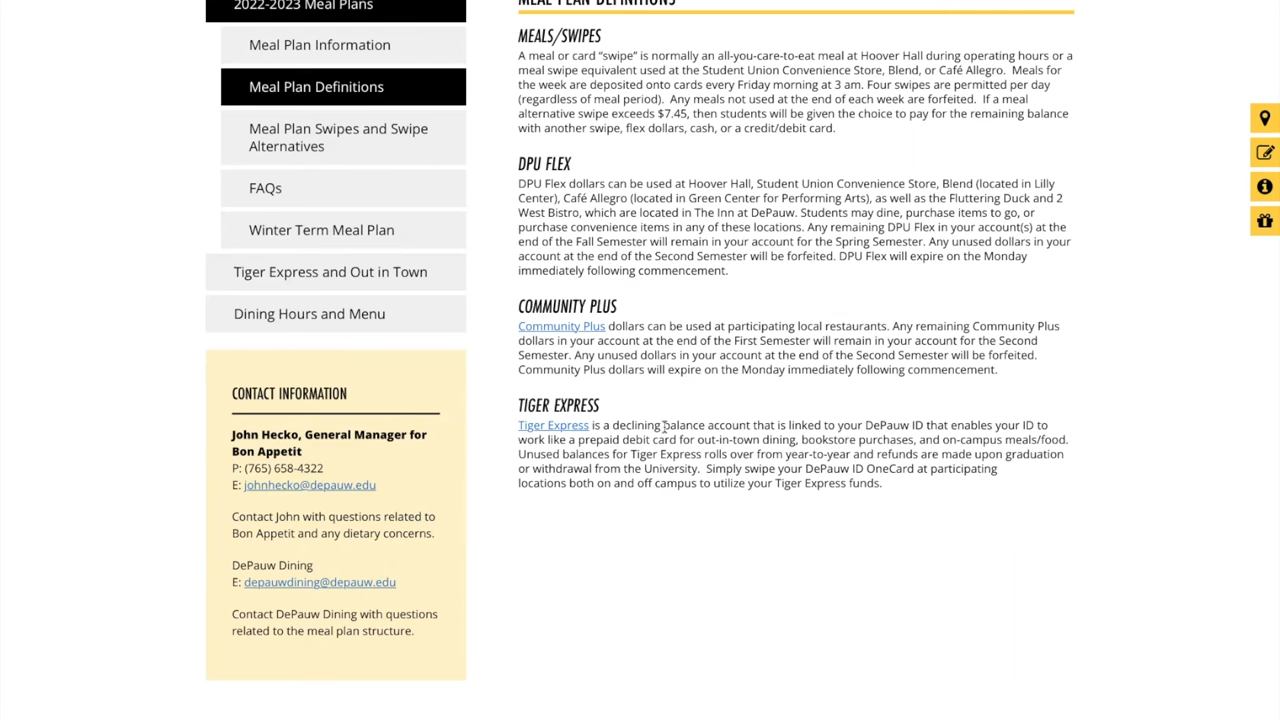 2022-2023 Meal Plans
Meal Plan Information
Meal Plan Definitions
Meal Plan Swipes and Swipe
Alternatives
FAQs
Winter Term Meal Plan
Tiger Express and Out in Town
Dining Hours and Menu
CONTACT INFORMATION
John Hecko, General Manager for
Bon Appetit
P: (765) 658-4322
E: johnhecko@depauw.edu
Contact John with questions related to
Bon Appetit and any dietary concerns.
DePauw Dining
E: depauwdining@depauw.edu
Contact DePauw Dining with questions
related to the meal plan structure.
MEAL PLAN DEFINITIONS
MEALS/SWIPES
A meal or card “swipe” is normally an all-you-care-to-eat meal at Hoover Hall during operating hours or a
meal swipe equivalent used at the Student Union Convenience Store, Blend, or Café Allegro.  Meals for
the week are deposited onto cards every Friday morning at 3 am. Four swipes are permitted per day
(regardless of meal period).  Any meals not used at the end of each week are forfeited.  If a meal
alternative swipe exceeds $7.45, then students will be given the choice to pay for the remaining balance
with another swipe, flex dollars, cash, or a credit/debit card.
DPU FLEX
DPU Flex dollars can be used at Hoover Hall, Student Union Convenience Store, Blend (located in Lilly
Center), Café Allegro (located in Green Center for Performing Arts), as well as the Fluttering Duck and 2
West Bistro, which are located in The Inn at DePauw. Students may dine, purchase items to go, or
purchase convenience items in any of these locations. Any remaining DPU Flex in your account(s) at the
end of the Fall Semester will remain in your account for the Spring Semester. Any unused dollars in your
account at the end of the Second Semester will be forfeited. DPU Flex will expire on the Monday
immediately following commencement.
COMMUNITY PLUS
Community Plus dollars can be used at participating local restaurants. Any remaining Community Plus
dollars in your account at the end of the First Semester will remain in your account for the Second
Semester. Any unused dollars in your account at the end of the Second Semester will be forfeited.
Community Plus dollars will expire on the Monday immediately following commencement.
TIGER EXPRESS
Tiger Express is a declining balance account that is linked to your DePauw ID that enables your ID to
work like a prepaid debit card for out-in-town dining, bookstore purchases, and on-campus meals/food.
Unused balances for Tiger Express rolls over from year-to-year and refunds are made upon graduation
or withdrawal from the University.  Simply swipe your DePauw ID OneCard at participating
locations both on and off campus to utilize your Tiger Express funds.